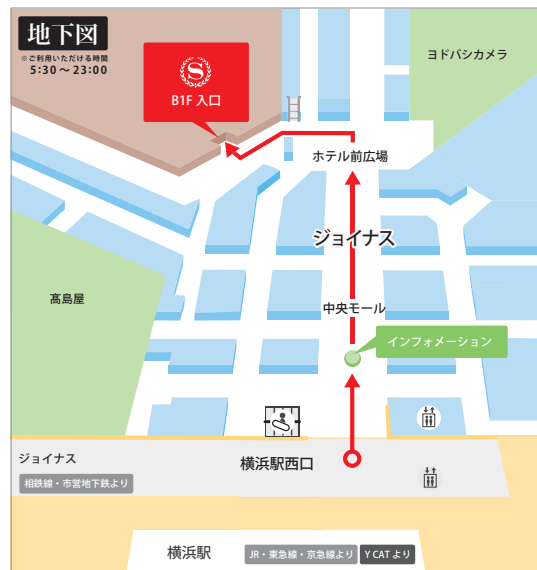 地下図
※ご利用いただける時間
5:30～23:00
S
B1F 入口
ヨドバシカメラ
ホテル前広場
ジョイナス
髙島屋
中央モール
インフォメーション
ジョイナス
相鉄線・市営地下鉄より
横浜駅西口
横浜駅
JR・東急線・京急線より
Y CAT より